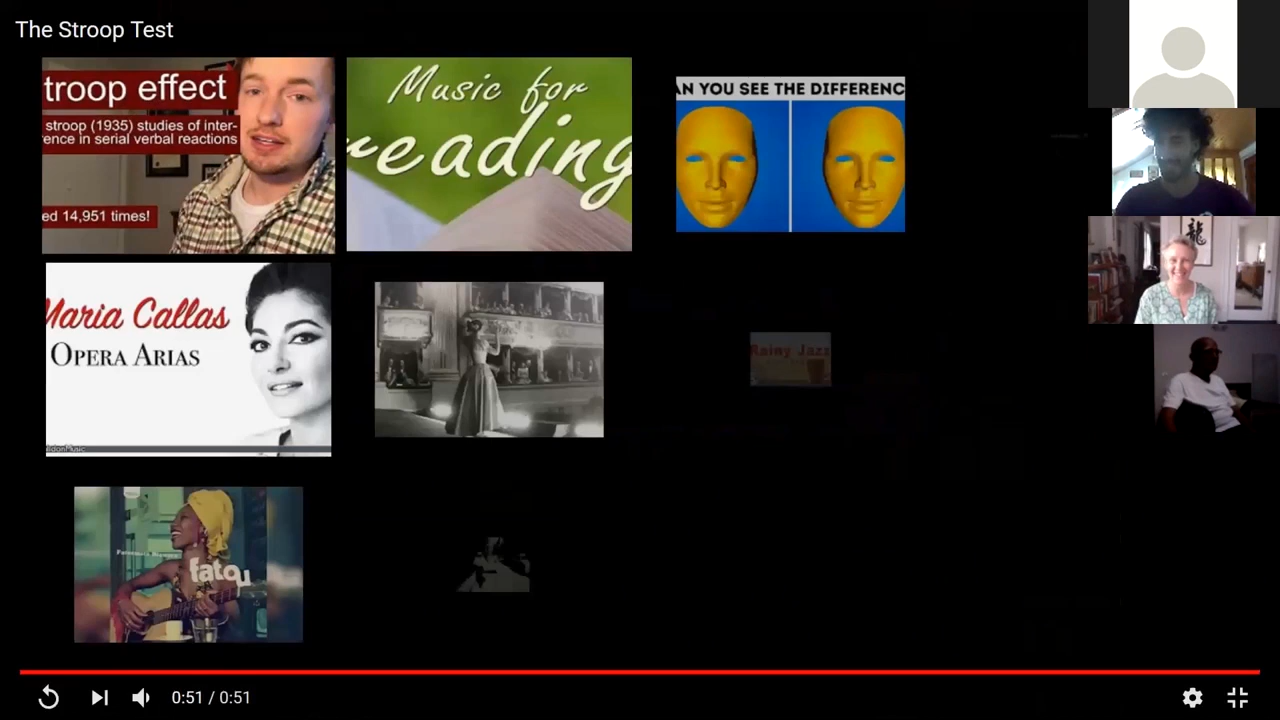 The Stroop Test
troop effect
stroop (1935) studies of inter-
rence in serial verbal reactions
ed 14,951 times!
Music for
reading
AN YOU SEE THE DIFFERENC
Maria Callas
OPERA ARIAS
Rainy Jazz
fatou
0:51 / 0:51